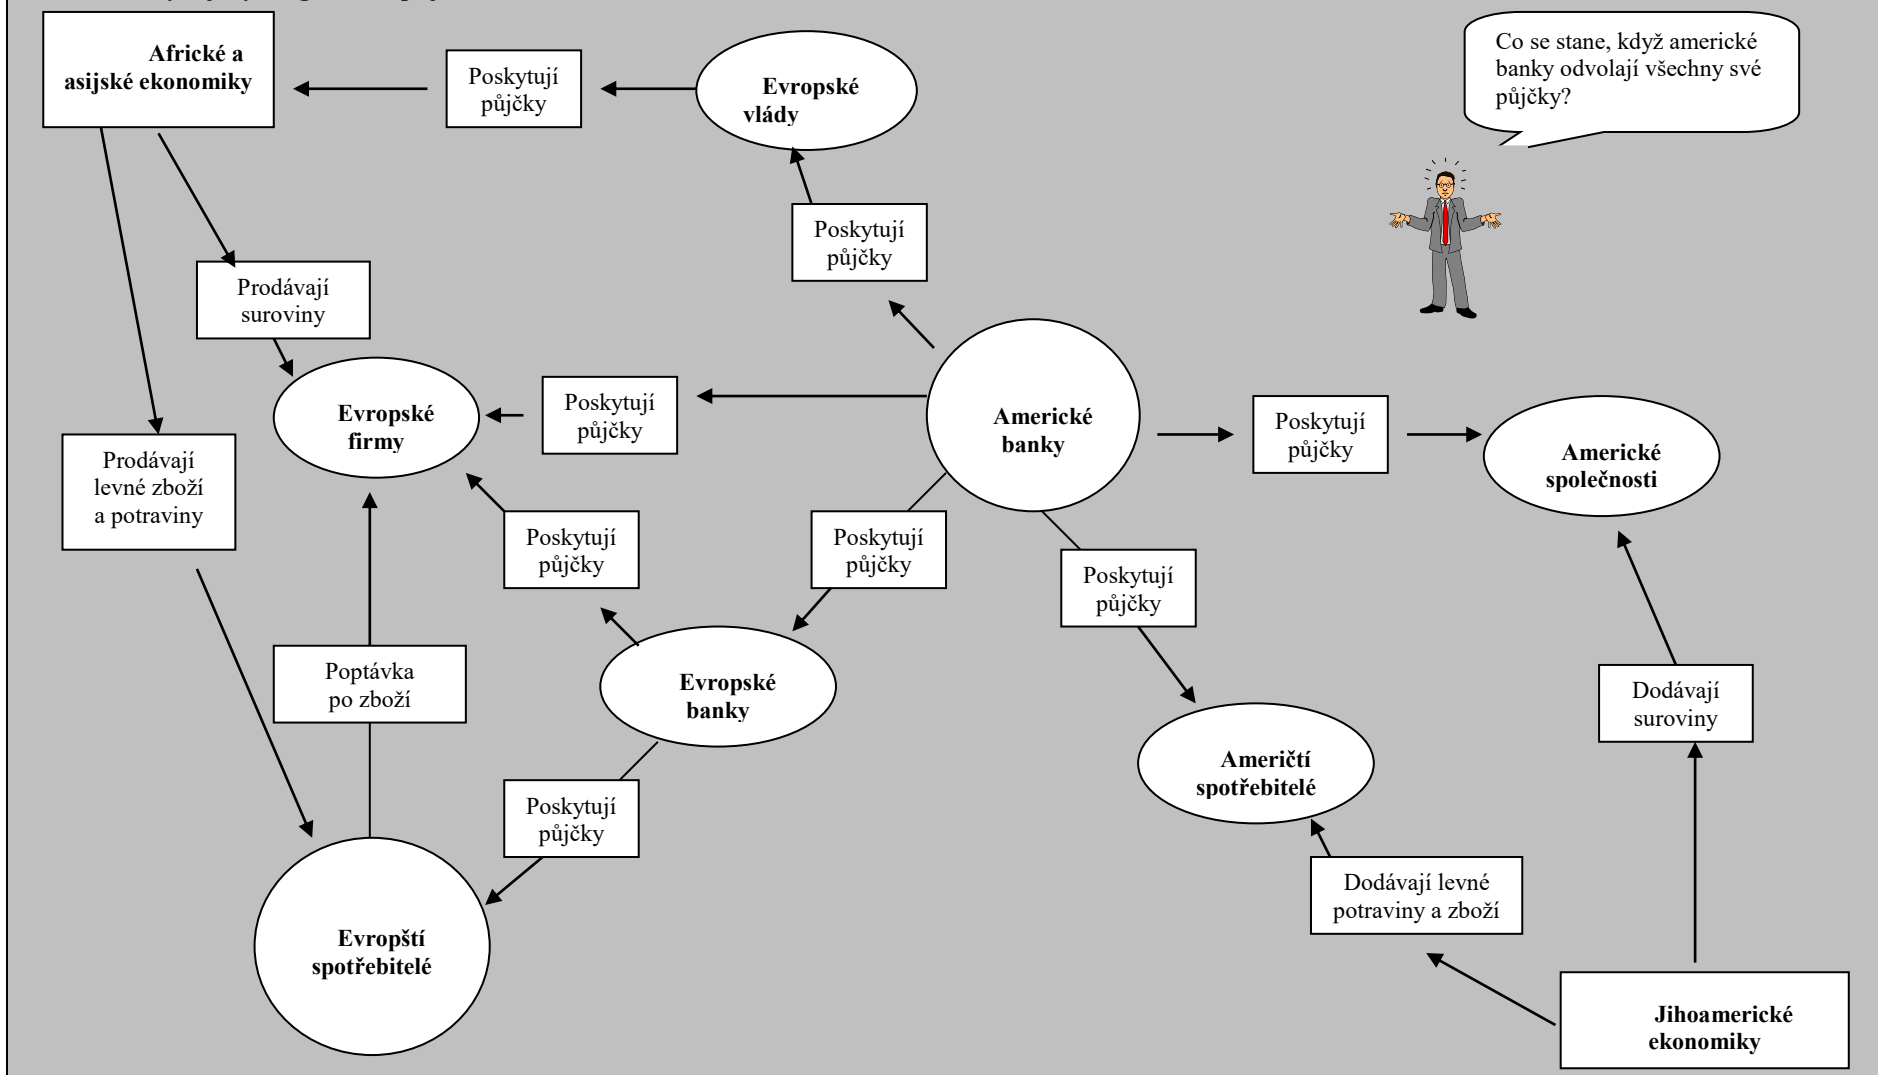 Africké a
asijské ekonomiky
Poskytují
půjčky
Evropské
vlády
Co se stane, když americké
banky odvolají všechny své
půjčky?
Poskytují
půjčky
Prodávají
suroviny
Evropské
firmy
Poskytují
půjčky
Americké
banky
Poskytují
půjčky
Americké
společnosti
Prodávají
levné zboží
a potraviny
Poskytují
půjčky
Poskytují
půjčky
Poskytují
půjčky
Poptávka
po zboží
Evropské
banky
Dodávají
suroviny
Američtí
spotřebitelé
Poskytují
půjčky
Dodávají levné
potraviny a zboží
Evropští
spotřebitelé
Jihoamerické
ekonomiky